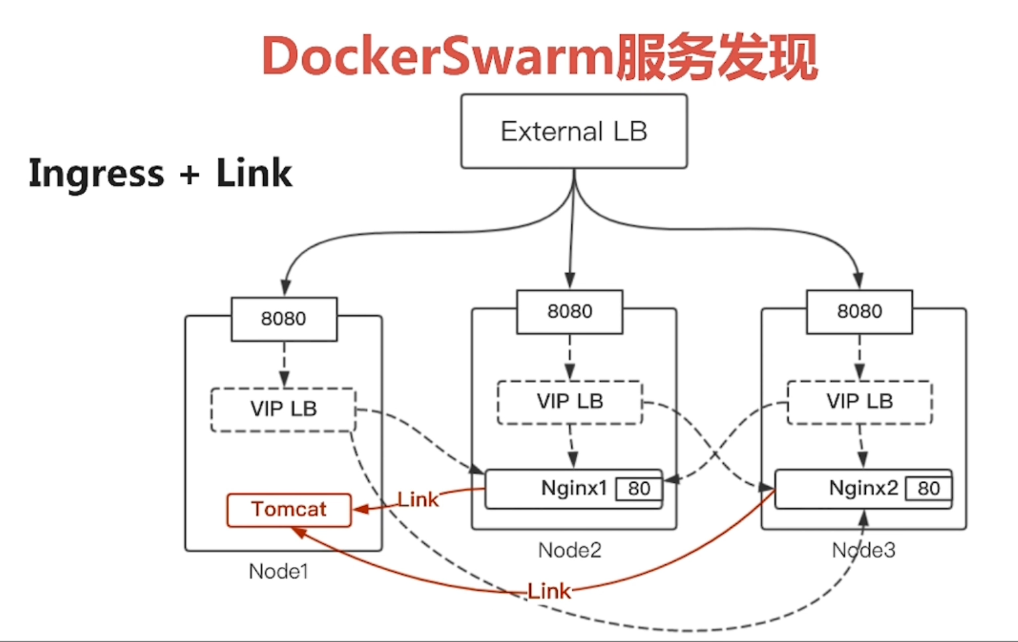 DockerSwarm服务发现
External LB
Ingress + Link
8080
8080
8080
VIP LB
VIP LB
VIP LB
Nginx1
80
Nginx2
80
Link
Tomcat
Node2
Node3
Node1
Link